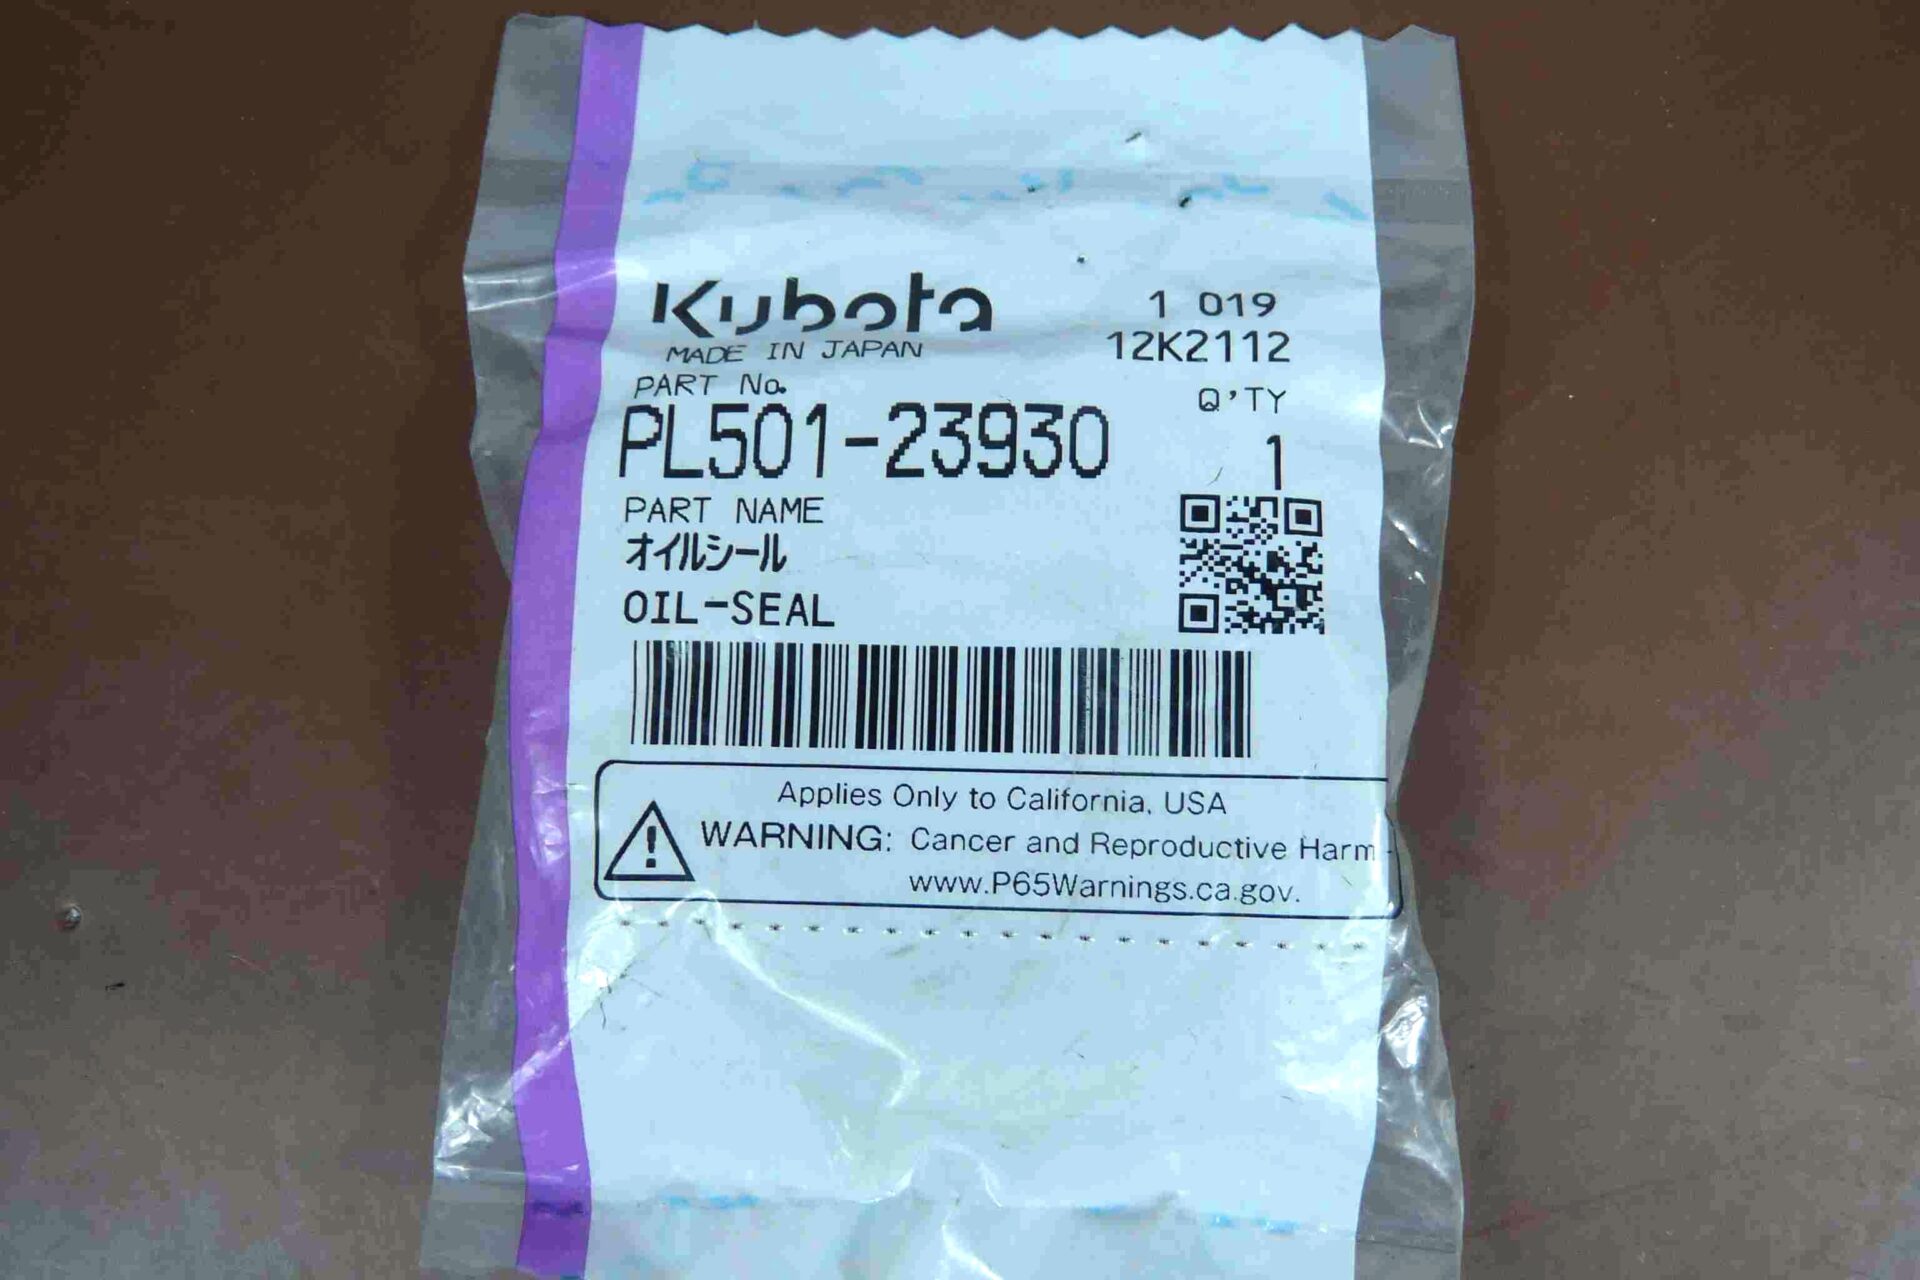 Kubota
1 019
MADE IN JAPAN
12K2112
PART No.
Q'TY
PL501-23930
1
PART NAME
オイルシール
OIL-SEAL
Applies Only to California, USA
WARNING: Cancer and Reproductive Harm -
www.P65Warnings.ca.gov.